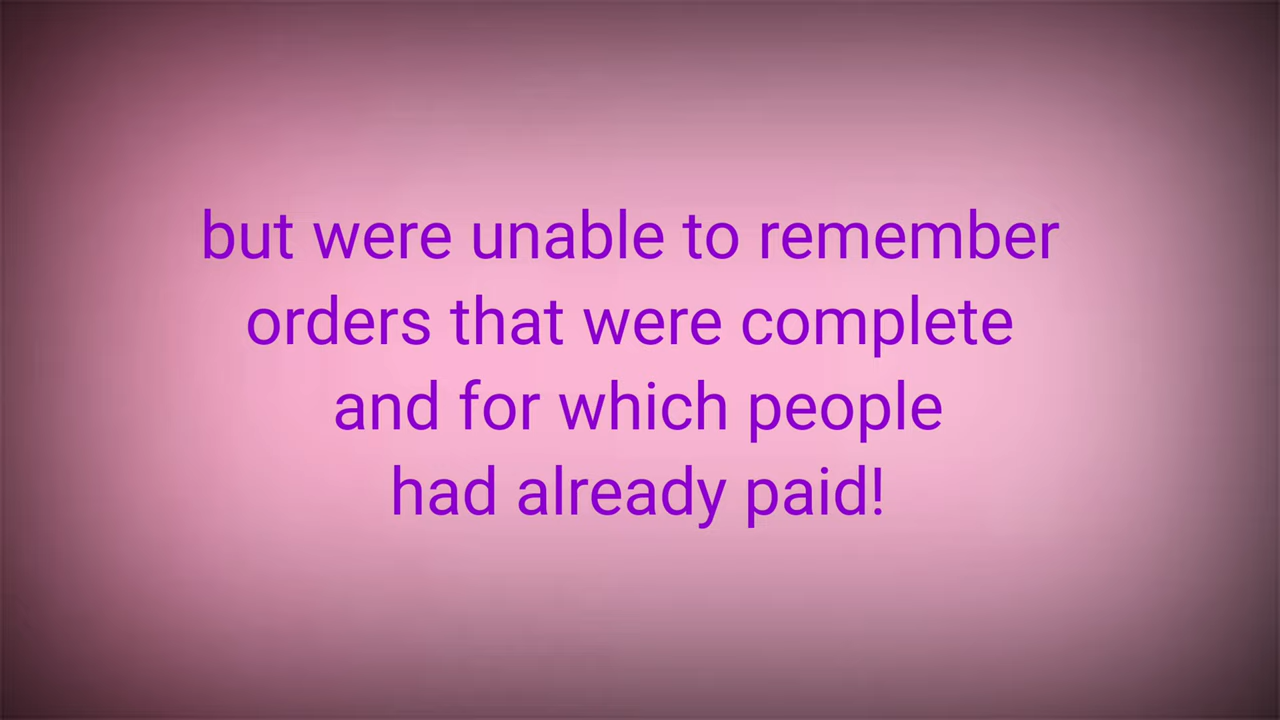 but were unable to remember
orders that were complete
and for which people
had already paid!